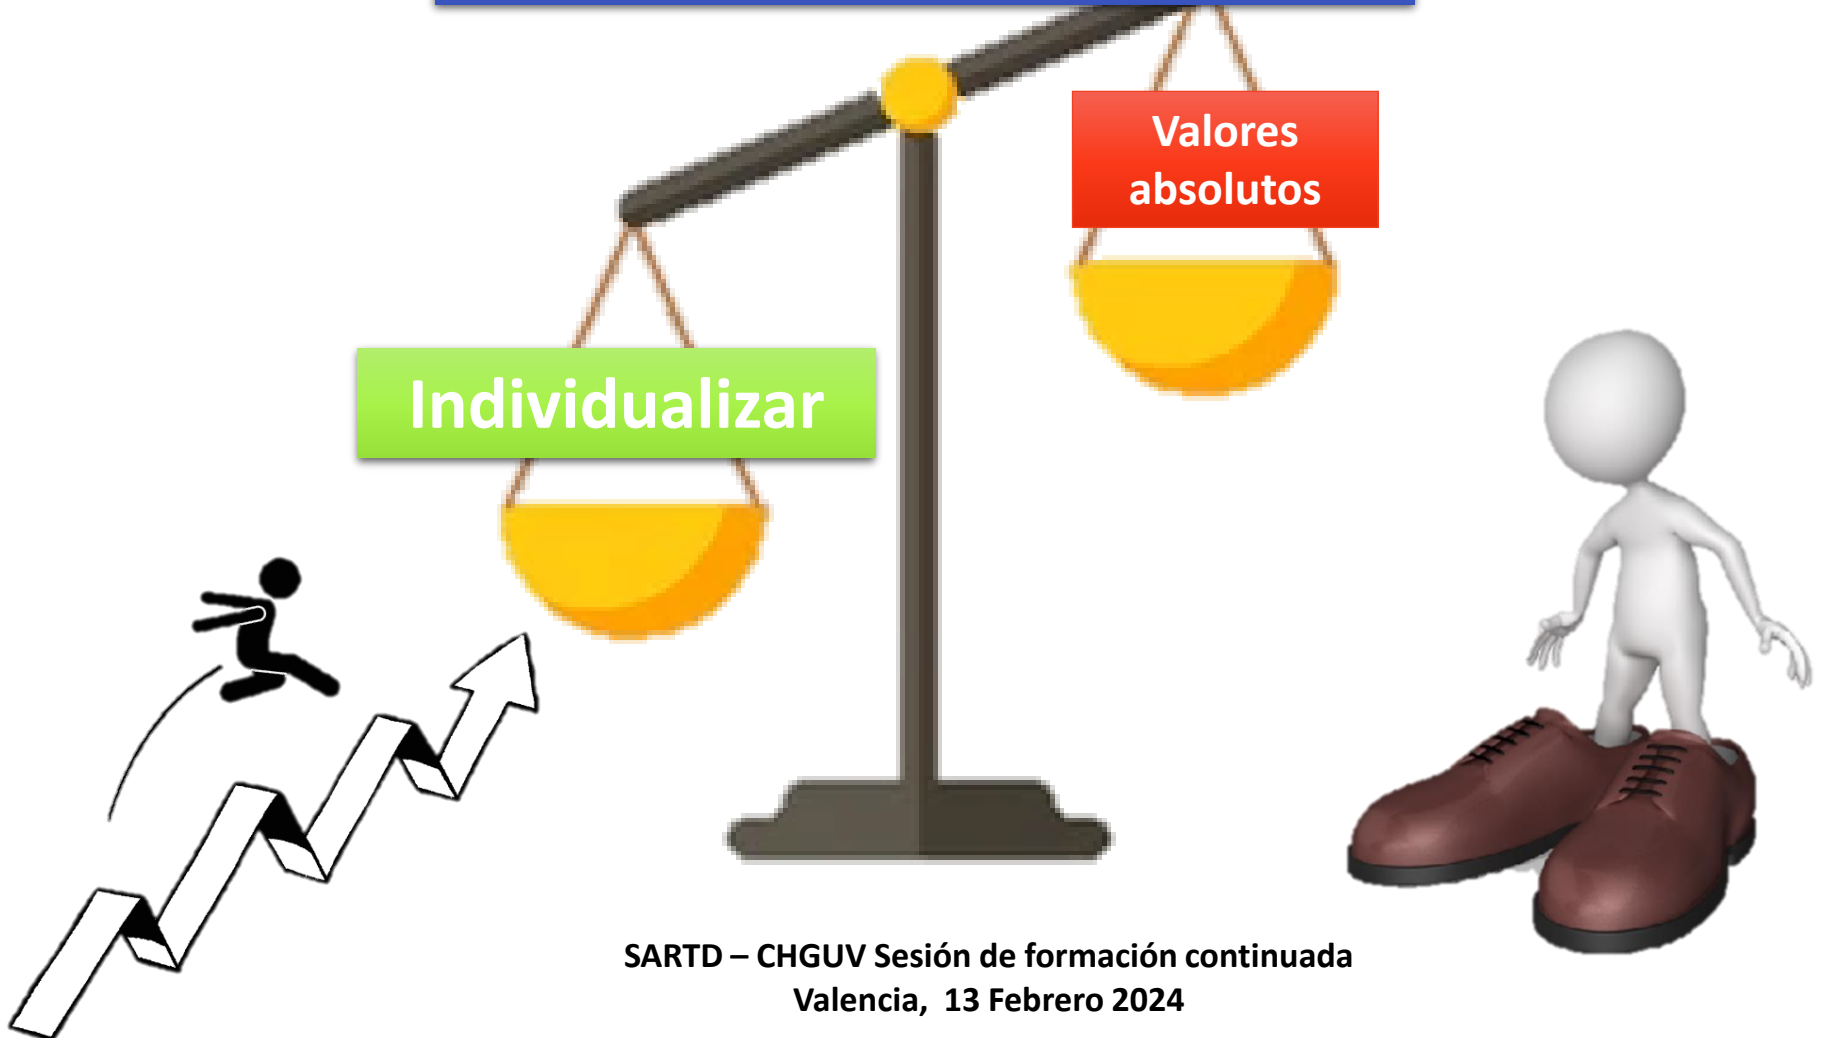 Valores
absolutos
Individualizar
SARTD – CHGUV Sesión de formación continuada
Valencia, 13 Febrero 2024